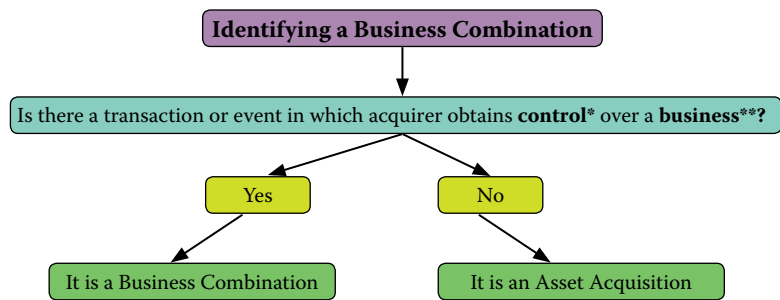 Identifying a Business Combination
Is there a transaction or event in which acquirer obtains control* over a business**?
Yes
No
It is a Business Combination
It is an Asset Acquisition